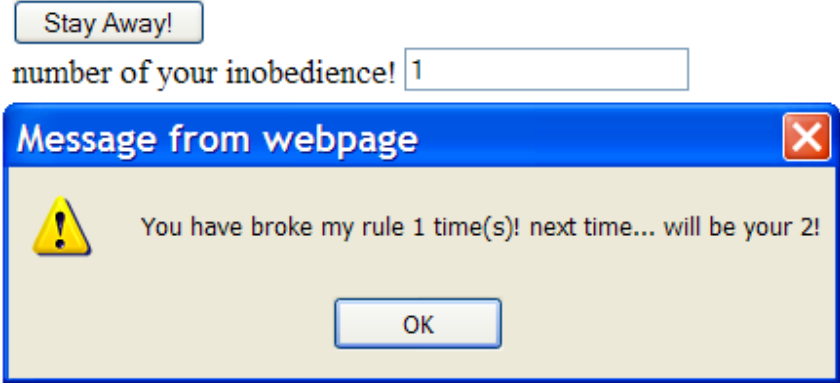 Stay Away!
number of your inobedience! 1
Message from webpage
You have broke my rule 1 time(s)! next time... will be your 2!
OK